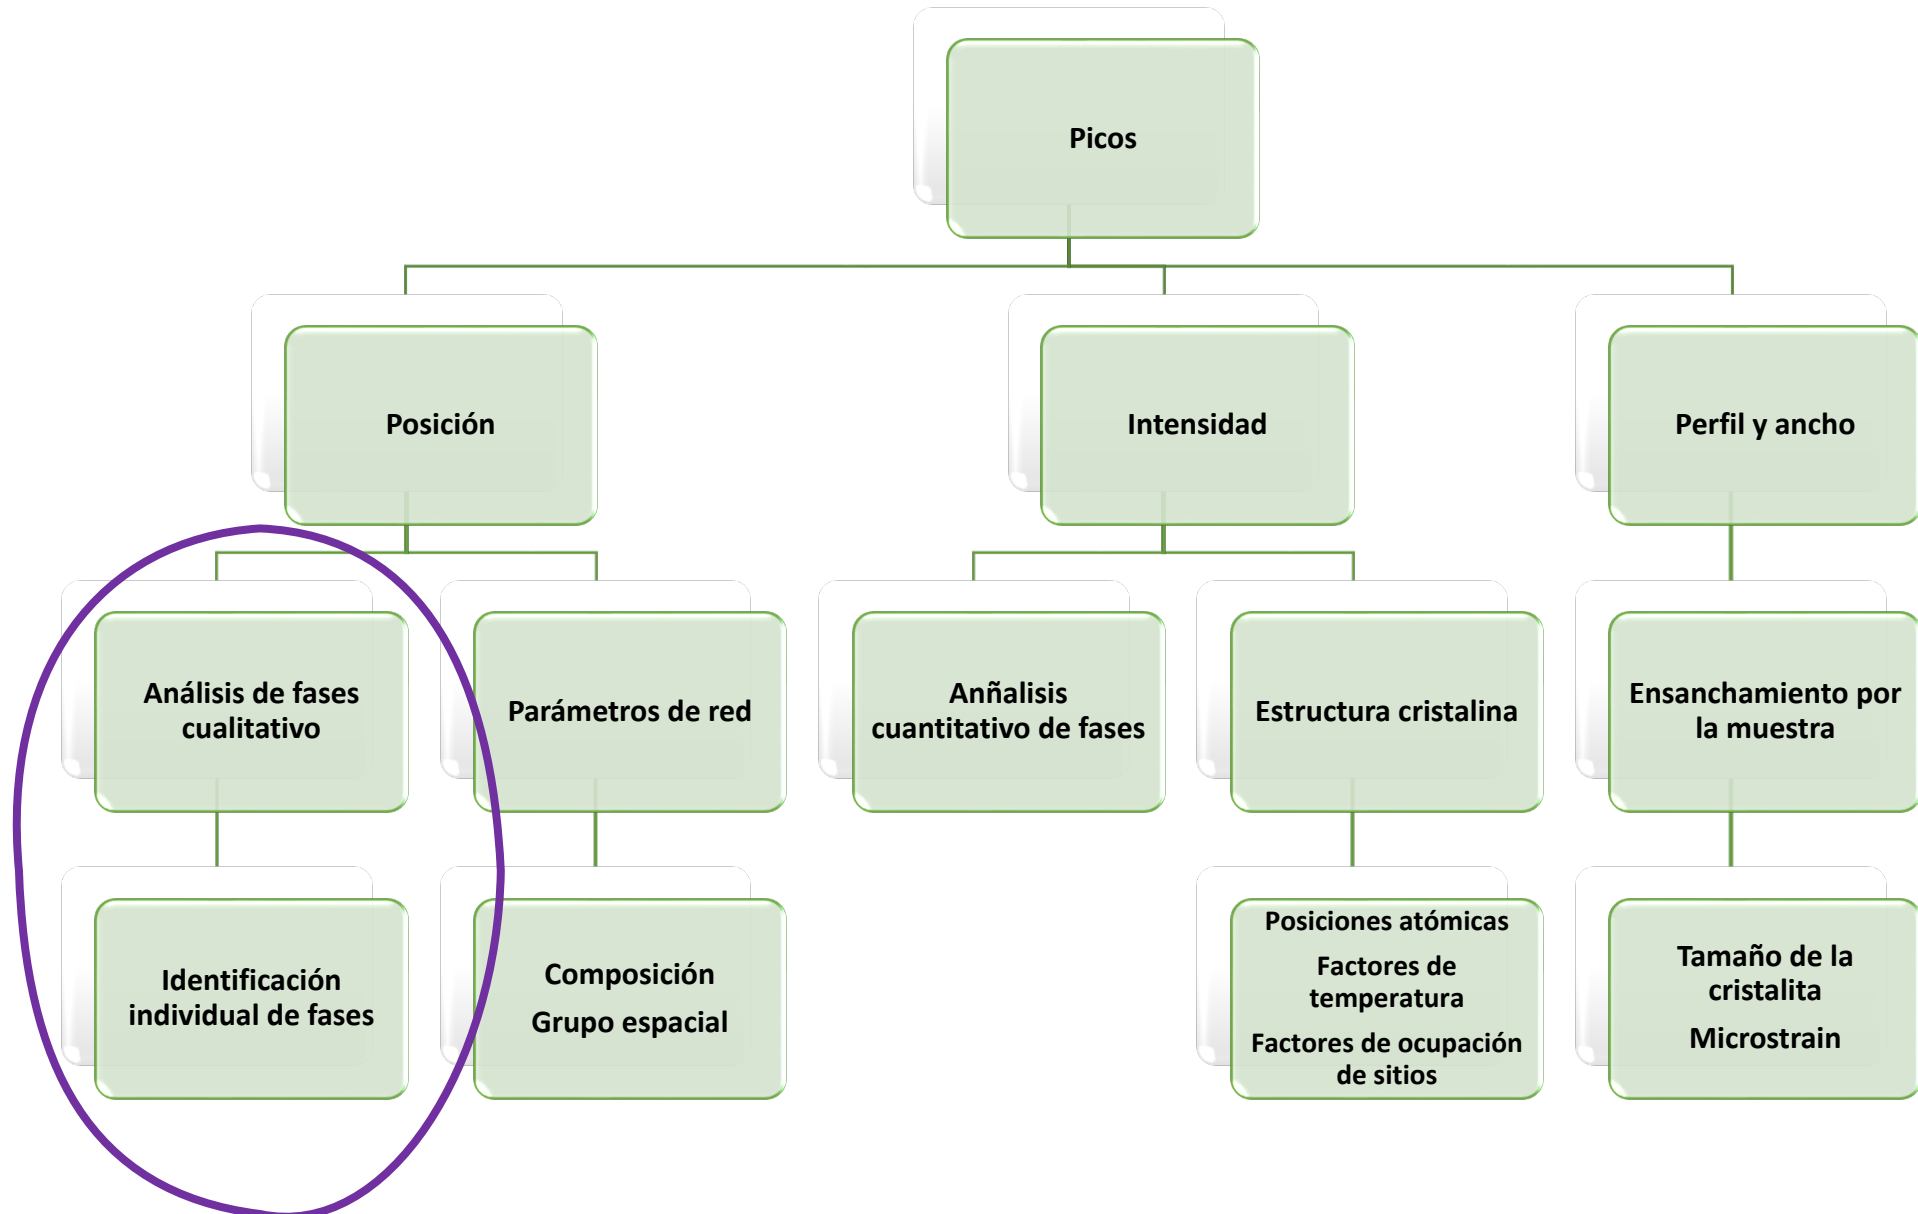 Picos
Posición
Intensidad
Perfil y ancho
Análisis de fases
cualitativo
Parámetros de red
Anñalisis
cuantitativo de fases
Estructura cristalina
Ensanchamiento por
la muestra
Identificación
individual de fases
Composición
Grupo espacial
Posiciones atómicas
Factores de
temperatura
Factores de ocupación
de sitios
Tamaño de la
cristalita
Microstrain